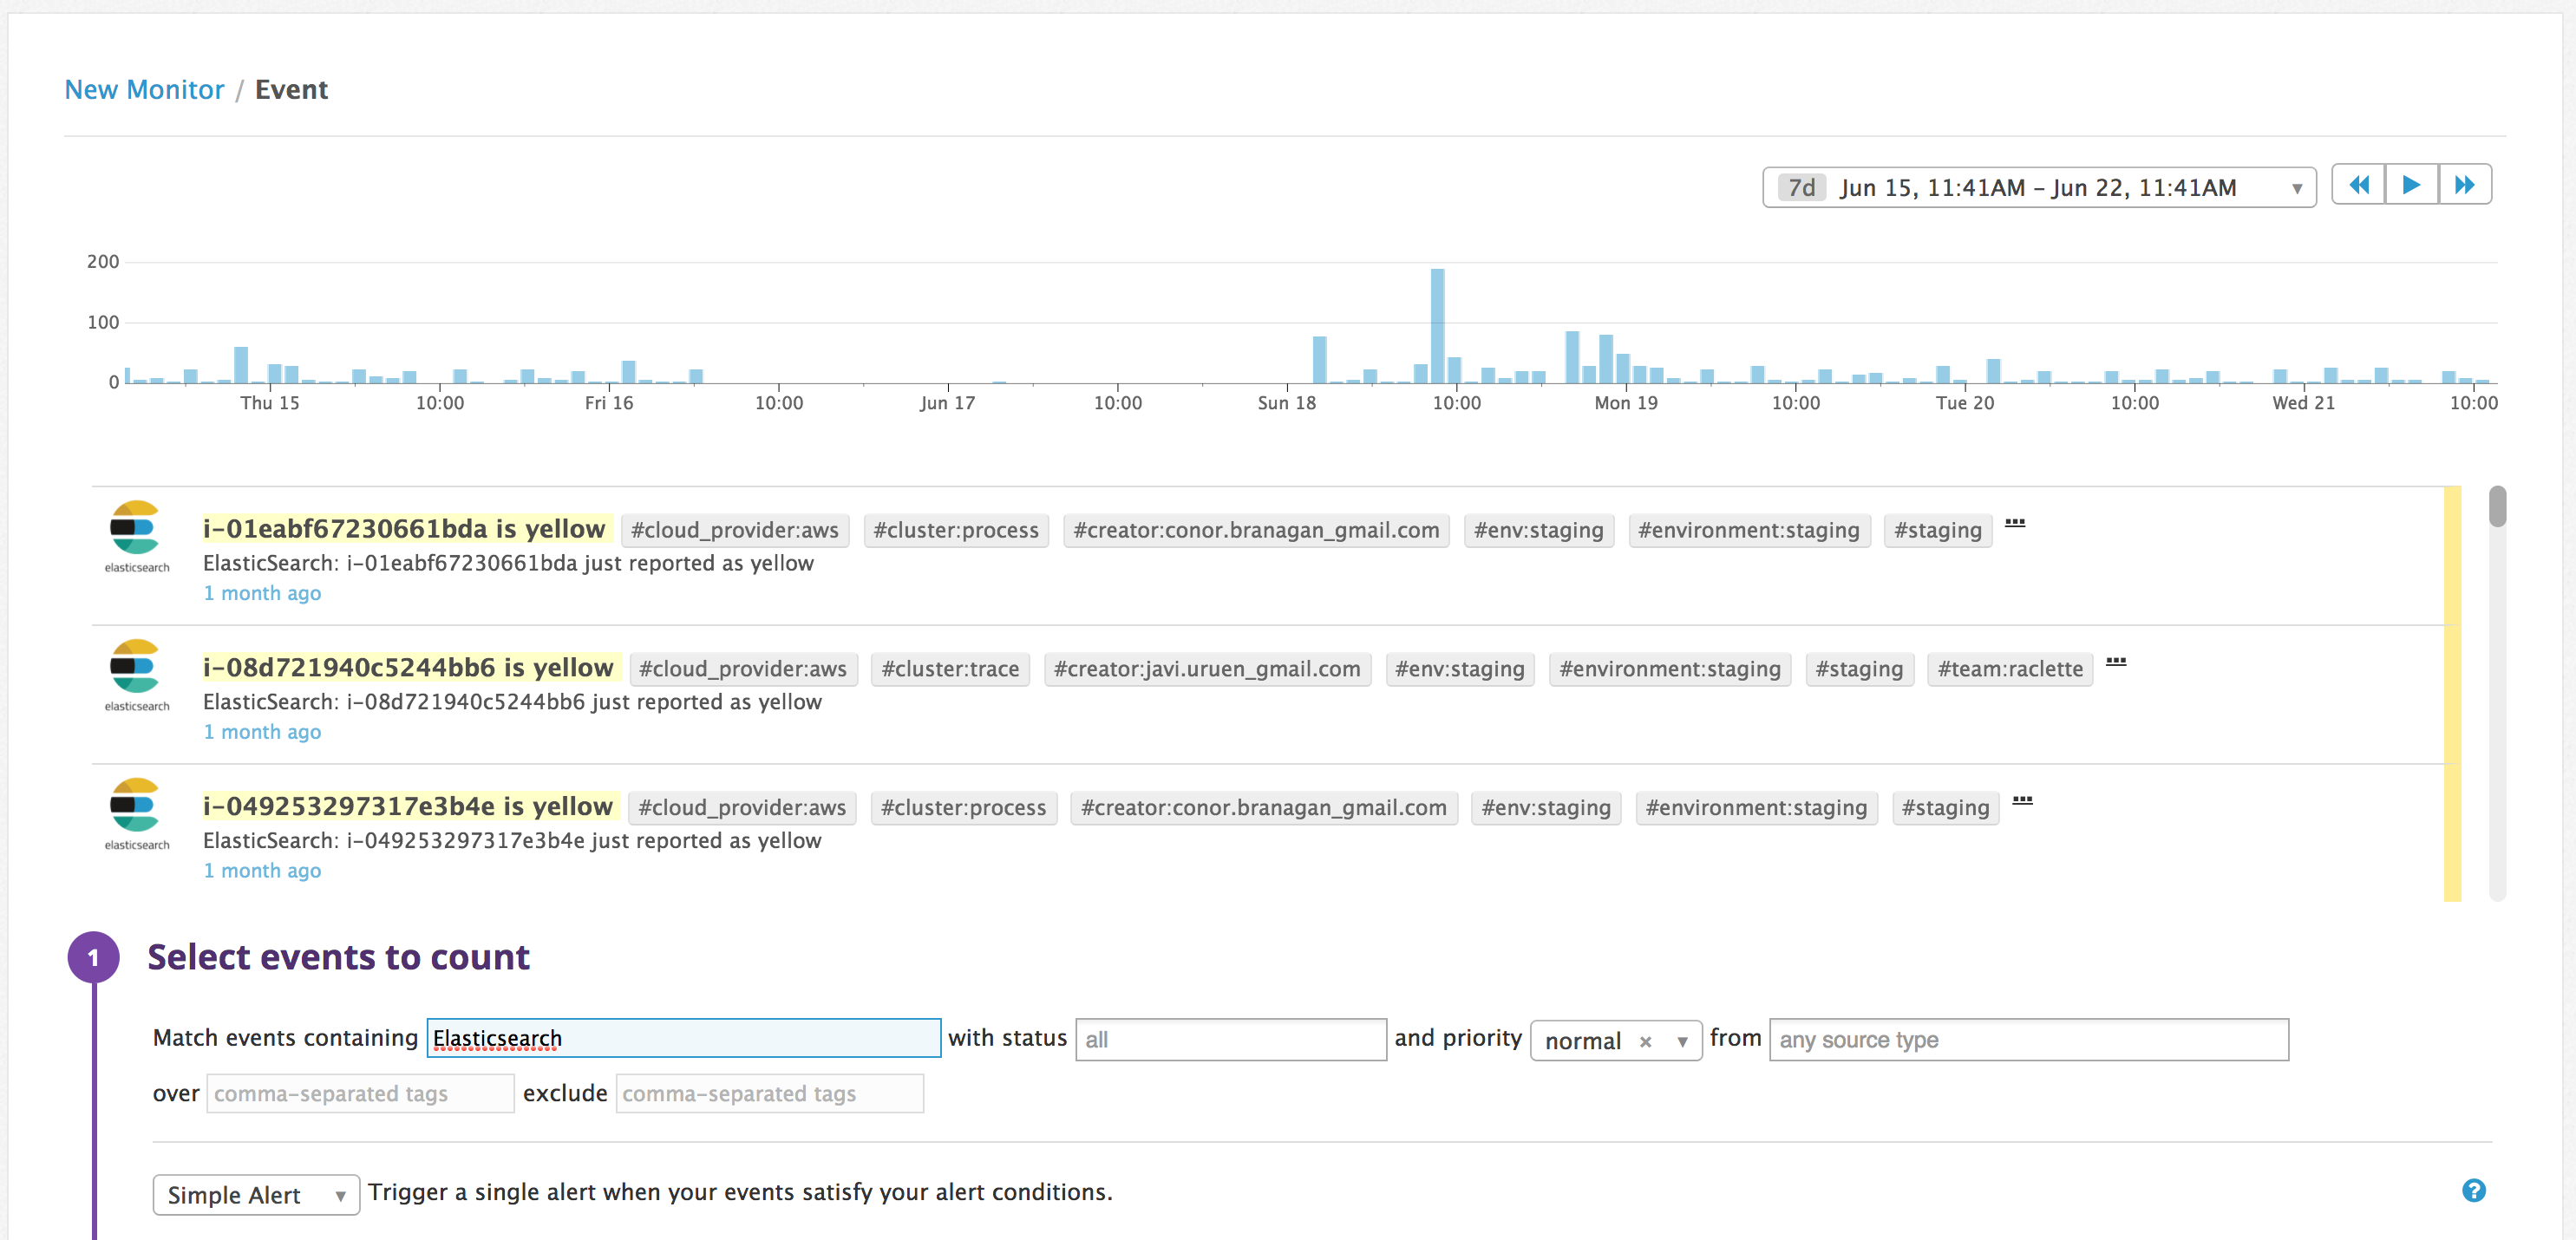 New Monitor / Event
7d Jun 15, 11:41AM – Jun 22, 11:41AM
200
100
0
Thu 15 10:00 Fri 16 10:00 Jun 17 10:00 Sun 18 10:00 Mon 19 10:00 Tue 20 10:00 Wed 21 10:00
i-01eabf67230661bda is yellow #cloud_provider:aws #cluster:process #creator:conor.branagan_gmail.com #env:staging #environment:staging #staging ...
elasticsearch
ElasticSearch: i-01eabf67230661bda just reported as yellow
1 month ago
i-08d721940c5244bb6 is yellow #cloud_provider:aws #cluster:trace #creator:javi.uruen_gmail.com #env:staging #environment:staging #staging #team:raclette ...
elasticsearch
ElasticSearch: i-08d721940c5244bb6 just reported as yellow
1 month ago
i-049253297317e3b4e is yellow #cloud_provider:aws #cluster:process #creator:conor.branagan_gmail.com #env:staging #environment:staging #staging ...
elasticsearch
ElasticSearch: i-049253297317e3b4e just reported as yellow
1 month ago
1 Select events to count
Match events containing Elasticsearch with status all and priority normal × from any source type
over comma-separated tags exclude comma-separated tags
Simple Alert Trigger a single alert when your events satisfy your alert conditions. ?